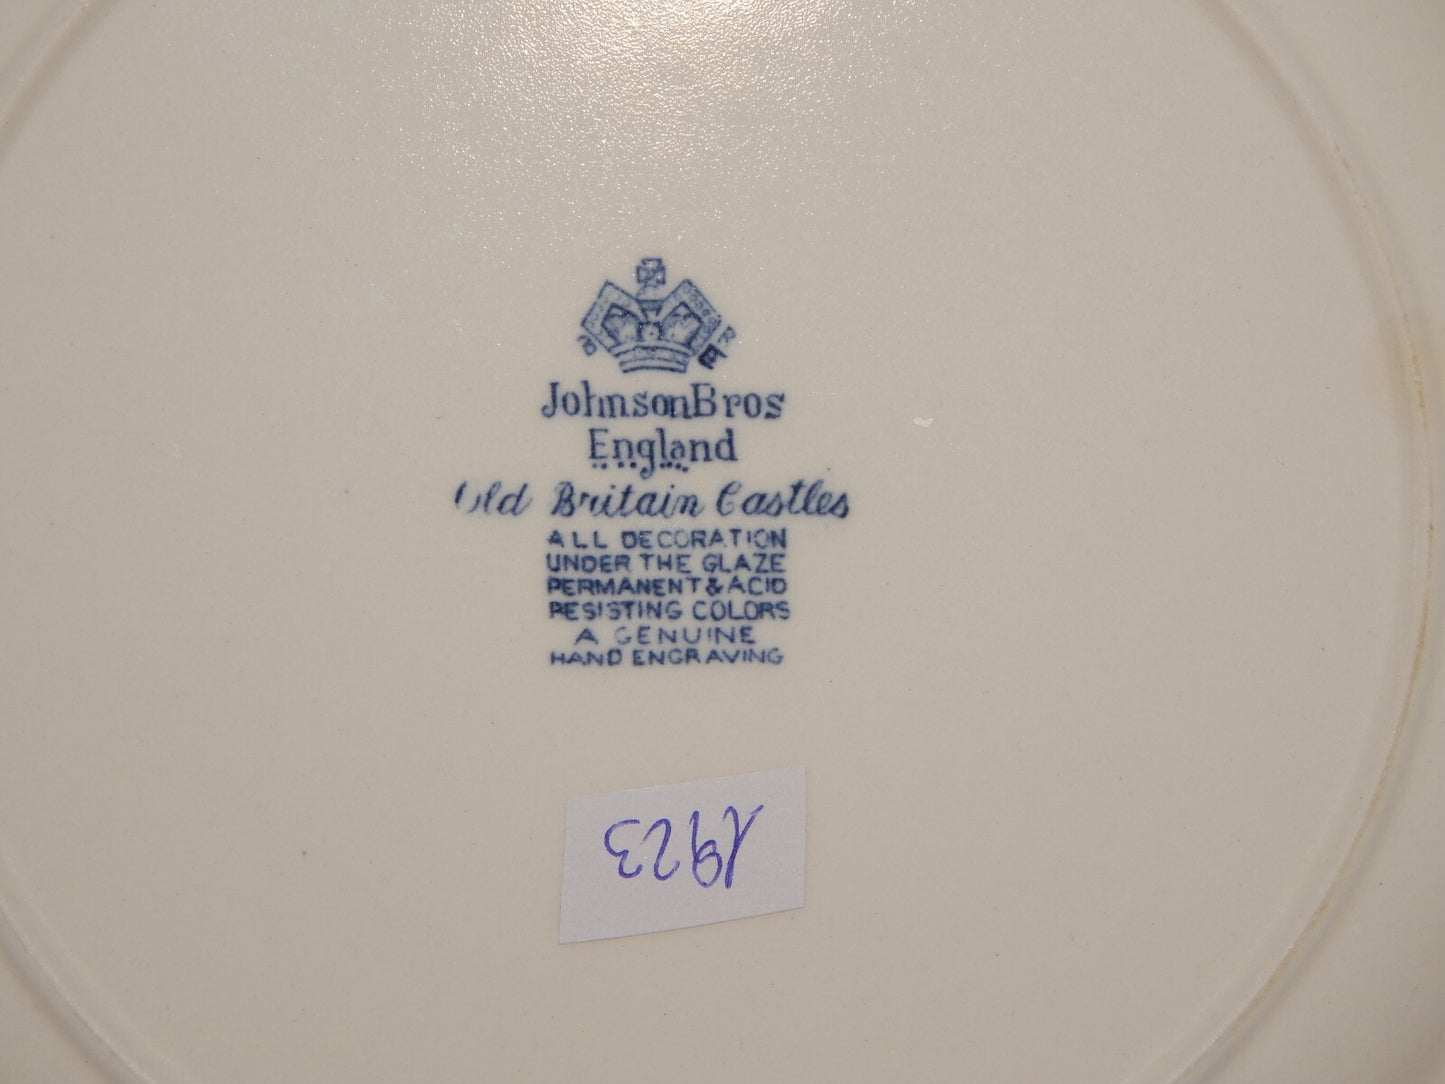 JohnsonBros
England
Old Britain Castles
ALL DECORATION
UNDER THE GLAZE
PERMANENT & ACID
RESISTING COLORS
A GENUINE
HAND ENGRAVING
1923